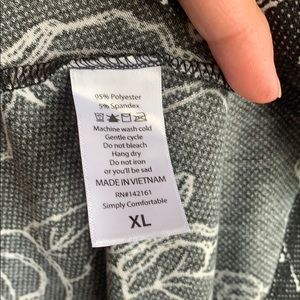 95% Polyester
5% Spandex
Machine wash cold
Gentle cycle
Do not bleach
Hang dry
Do not iron
or you'll be sad
MADE IN VIETNAM
RN#142161
Simply Comfortable
XL